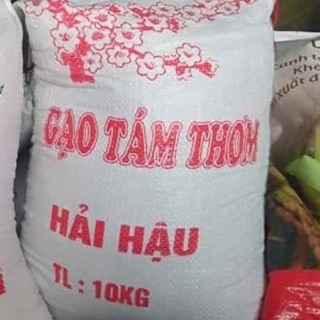 GẠO TÁM THƠM
HẢI HẬU
TL : 10KG